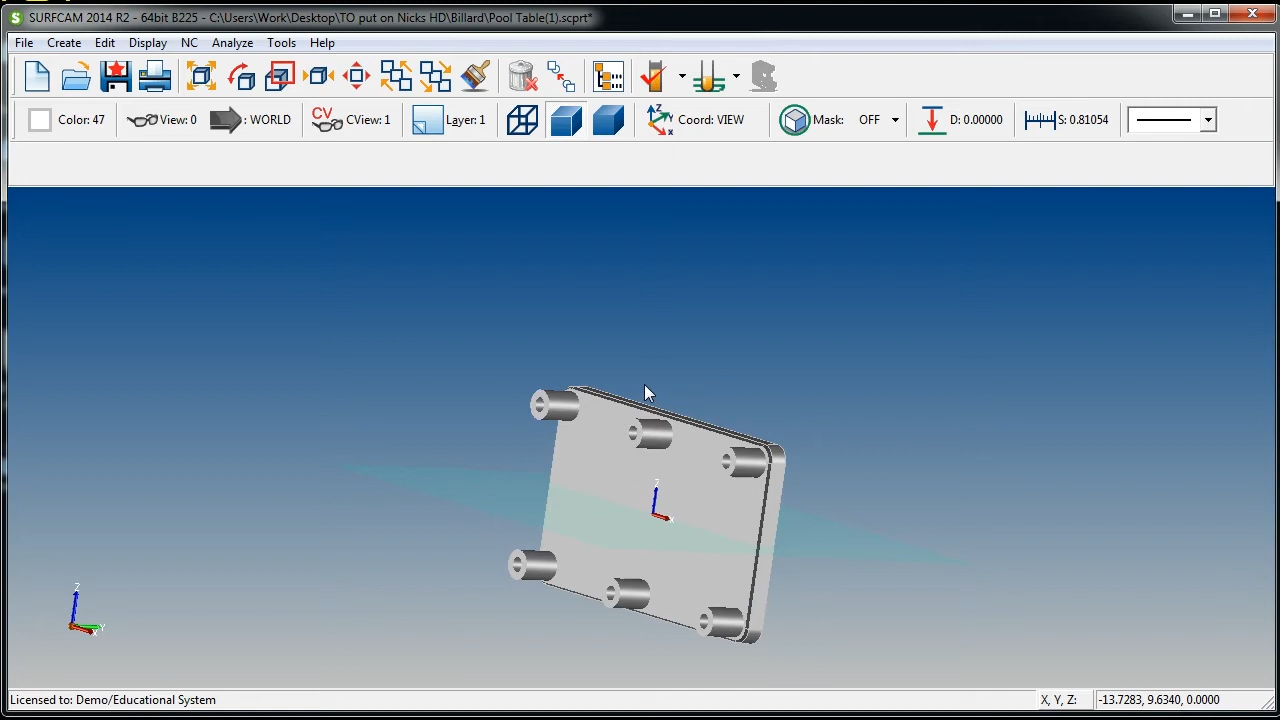 SURFCAM 2014 R2 - 64bit B225 - C:\Users\Work\Desktop\TO put on Nicks HD\Billard\Pool Table(1).scprt*
File Create Edit Display NC Analyze Tools Help
Color: 47 View: 0 : WORLD CV CView: 1 Layer: 1 Z Y X Coord: VIEW Mask: OFF D: 0.00000 S: 0.81054
Z
X
Z
Y
X
Licensed to: Demo/Educational System X, Y, Z: -13.7283, 9.6340, 0.0000